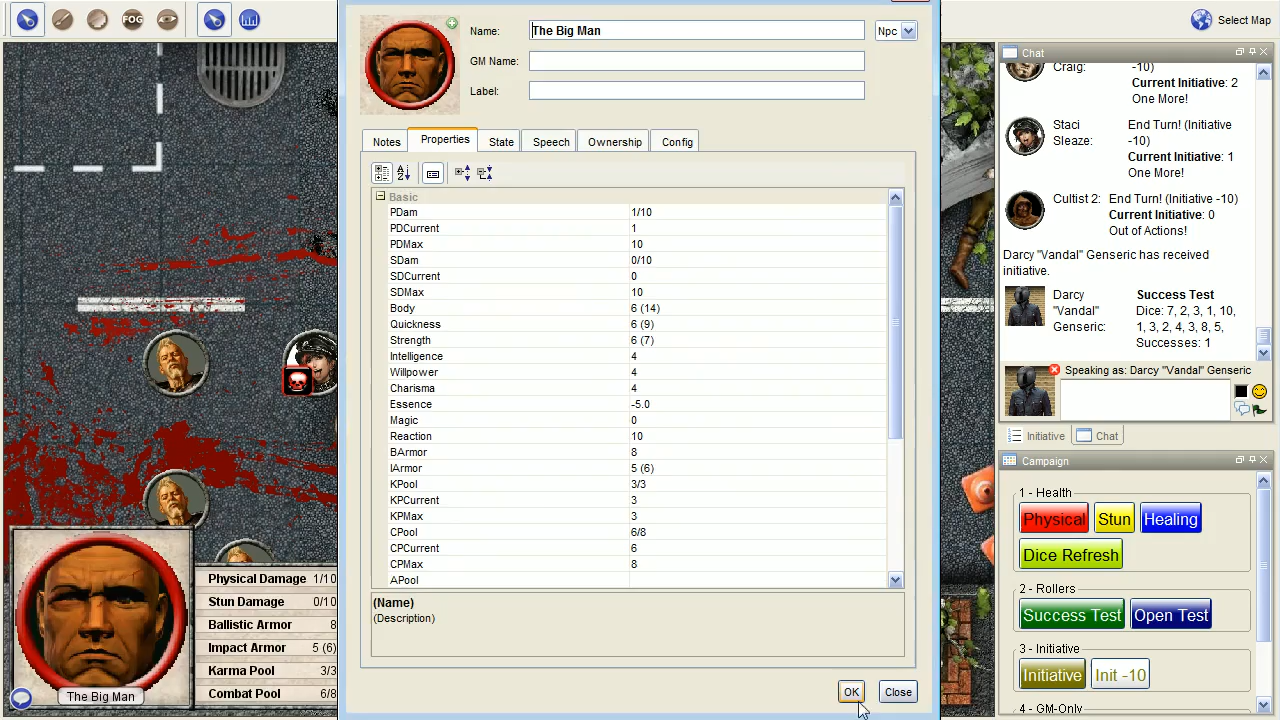 FOG
Select Map
Name:
The Big Man
Npc
GM Name:
Label:
Notes
Properties
State
Speech
Ownership
Config
Basic
PDam 1/10
PDCurrent 1
PDMax 10
SDam 0/10
SDCurrent 0
SDMax 10
Body 6 (14)
Quickness 6 (9)
Strength 6 (7)
Intelligence 4
Willpower 4
Charisma 4
Essence -5.0
Magic 0
Reaction 10
BArmor 8
IArmor 5 (6)
KPool 3/3
KPCurrent 3
KPMax 3
CPool 6/8
CPCurrent 6
CPMax 8
APool
(Name)
(Description)
OK
Close
Physical Damage 1/10
Stun Damage 0/10
Ballistic Armor 8
Impact Armor 5 (6)
Karma Pool 3/3
Combat Pool 6/8
The Big Man
Chat
Craig: -10)
Current Initiative: 2
One More!
Staci End Turn! (Initiative
Sleaze: -10)
Current Initiative: 1
One More!
Cultist 2: End Turn! (Initiative -10)
Current Initiative: 0
Out of Actions!
Darcy "Vandal" Genseric has received
initiative.
Darcy Success Test
"Vandal" Dice: 7, 2, 3, 1, 10,
Genseric: 1, 3, 2, 4, 3, 8, 5,
Successes: 1
Speaking as: Darcy "Vandal" Genseric
Initiative
Chat
Campaign
1 - Health
Physical
Stun
Healing
Dice Refresh
2 - Rollers
Success Test
Open Test
3 - Initiative
Initiative
Init -10
4 - GM-Only